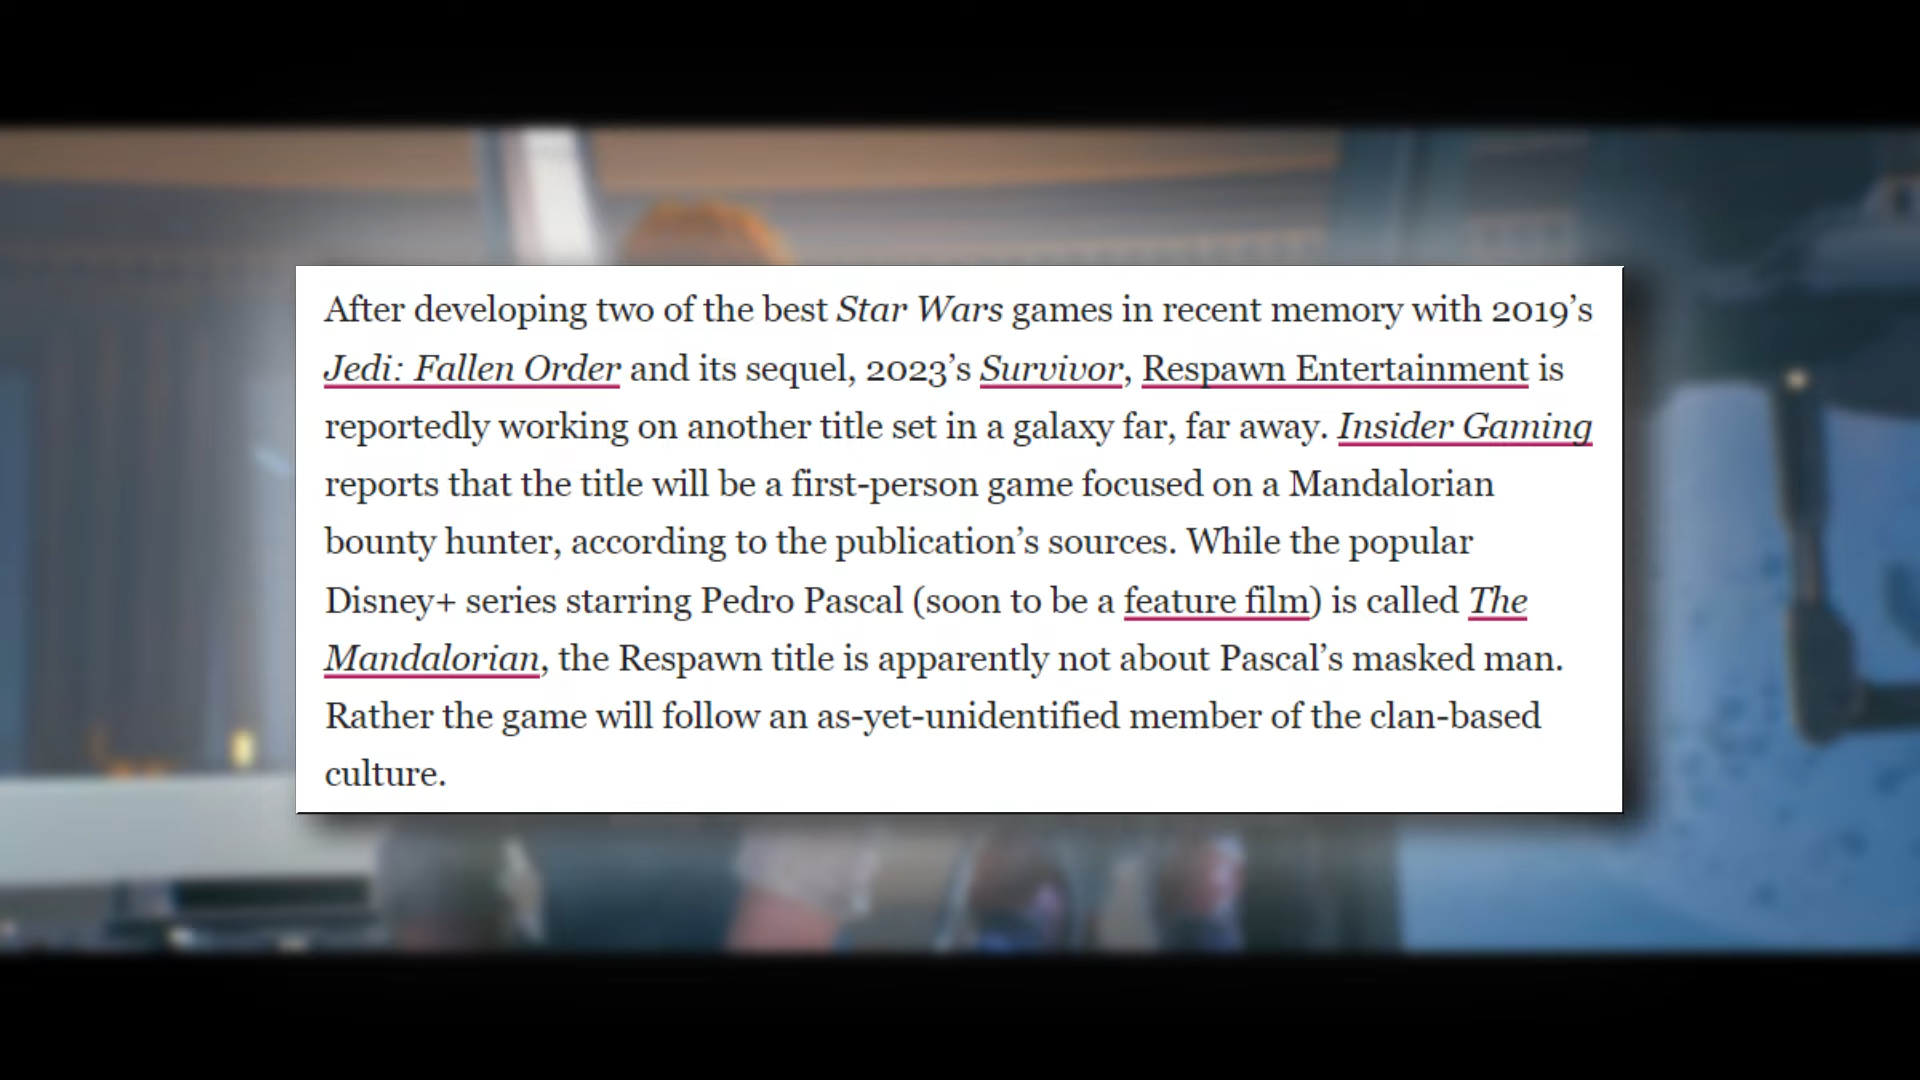 After developing two of the best Star Wars games in recent memory with 2019’s
Jedi: Fallen Order and its sequel, 2023’s Survivor, Respawn Entertainment is
reportedly working on another title set in a galaxy far, far away. Insider Gaming
reports that the title will be a first-person game focused on a Mandalorian
bounty hunter, according to the publication’s sources. While the popular
Disney+ series starring Pedro Pascal (soon to be a feature film) is called The
Mandalorian, the Respawn title is apparently not about Pascal’s masked man.
Rather the game will follow an as-yet-unidentified member of the clan-based
culture.